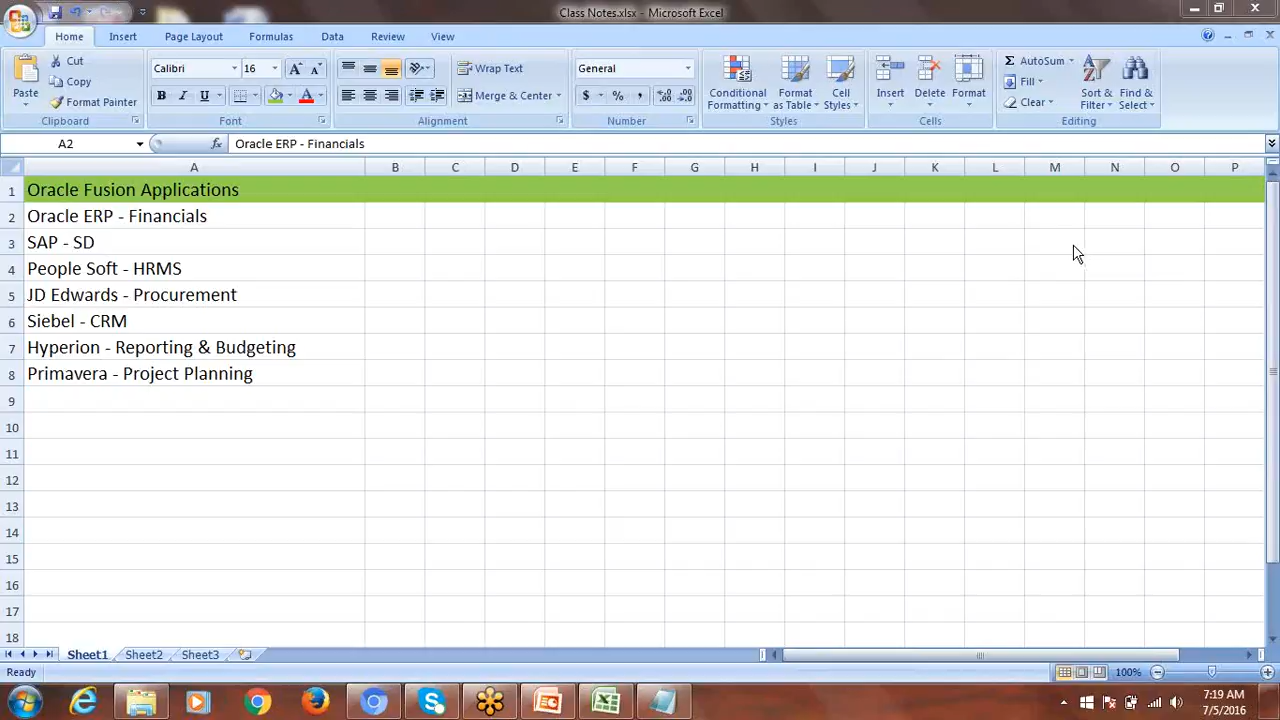 Class Notes.xlsx - Microsoft Excel
Home Insert Page Layout Formulas Data Review View
Paste
Cut
Copy
Format Painter
Clipboard
Calibri 16
B I U
Font
Wrap Text
Merge & Center
Alignment
General
$ % ,
Number
Conditional Formatting
Format as Table
Cell Styles
Styles
Insert Delete Format
Cells
Σ AutoSum
Fill
Clear
Sort & Filter
Find & Select
Editing
A2 fx Oracle ERP - Financials
A B C D E F G H I J K L M N O P
1 Oracle Fusion Applications
2 Oracle ERP - Financials
3 SAP - SD
4 People Soft - HRMS
5 JD Edwards - Procurement
6 Siebel - CRM
7 Hyperion - Reporting & Budgeting
8 Primavera - Project Planning
9
10
11
12
13
14
15
16
17
18
Sheet1 Sheet2 Sheet3
Ready 100%
7:19 AM
7/5/2016